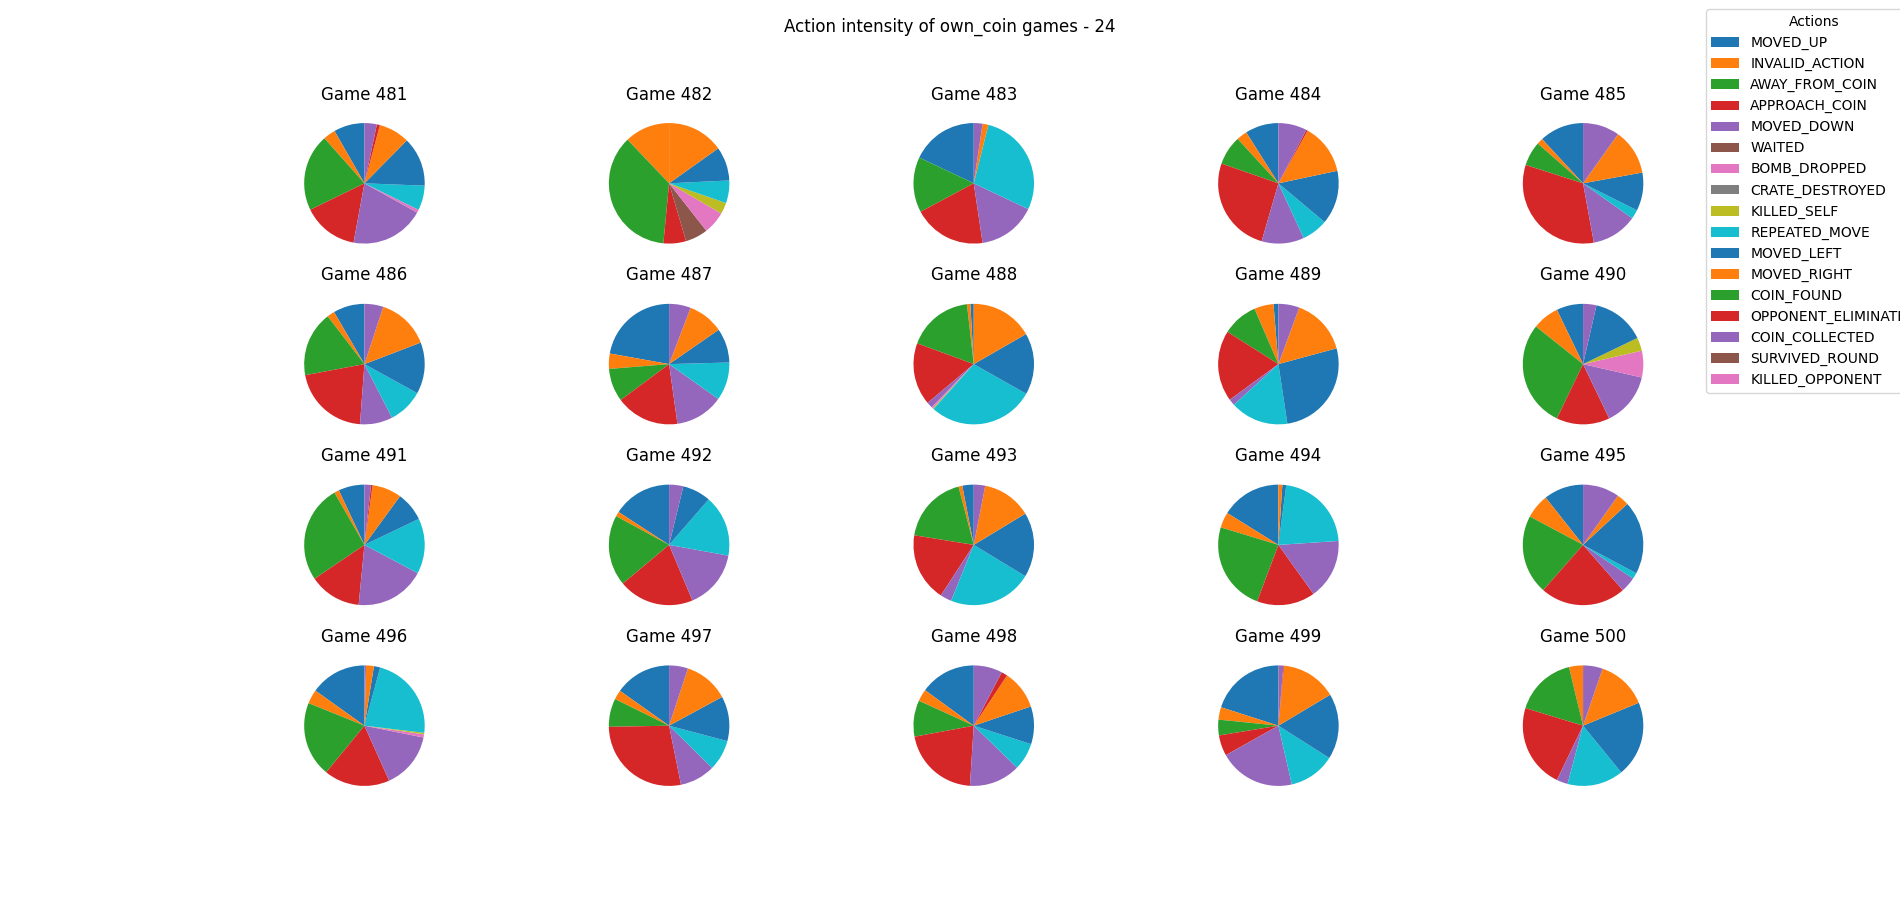 Action intensity of own_coin games - 24
Actions
MOVED_UP
INVALID_ACTION
AWAY_FROM_COIN
APPROACH_COIN
MOVED_DOWN
WAITED
BOMB_DROPPED
CRATE_DESTROYED
KILLED_SELF
REPEATED_MOVE
MOVED_LEFT
MOVED_RIGHT
COIN_FOUND
OPPONENT_ELIMINATI
COIN_COLLECTED
SURVIVED_ROUND
KILLED_OPPONENT
Game 481 Game 482 Game 483 Game 484 Game 485
Game 486 Game 487 Game 488 Game 489 Game 490
Game 491 Game 492 Game 493 Game 494 Game 495
Game 496 Game 497 Game 498 Game 499 Game 500